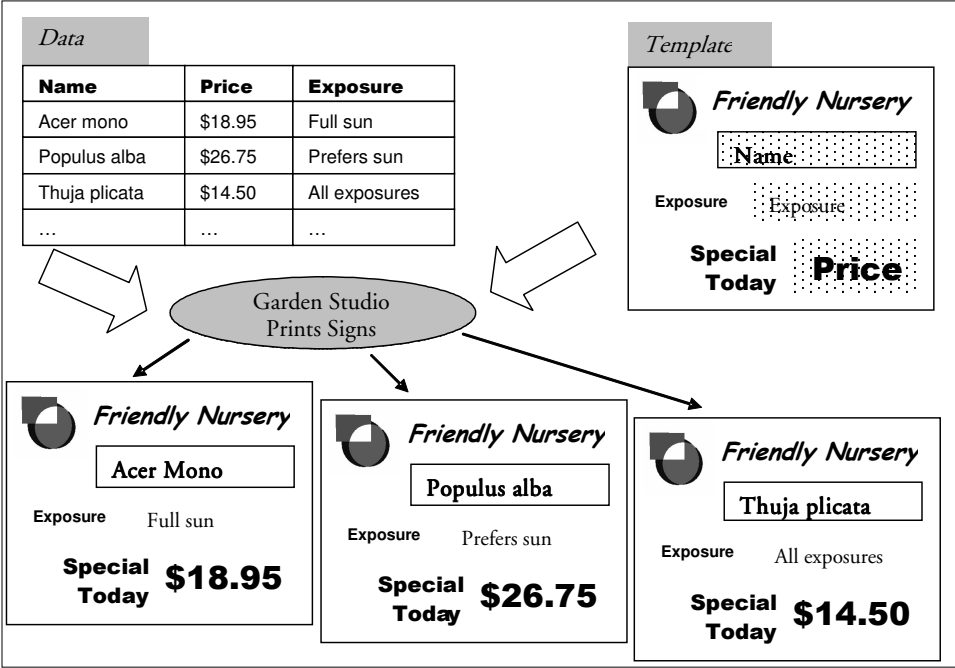 Data
Name Price Exposure
Acer mono $18.95 Full sun
Populus alba $26.75 Prefers sun
Thuja plicata $14.50 All exposures
… … …
Template
Friendly Nursery
Name
Exposure Exposure
Special
Today Price
Garden Studio
Prints Signs
Friendly Nursery
Acer Mono
Exposure Full sun
Special
Today $18.95
Friendly Nursery
Populus alba
Exposure Prefers sun
Special
Today $26.75
Friendly Nursery
Thuja plicata
Exposure All exposures
Special
Today $14.50